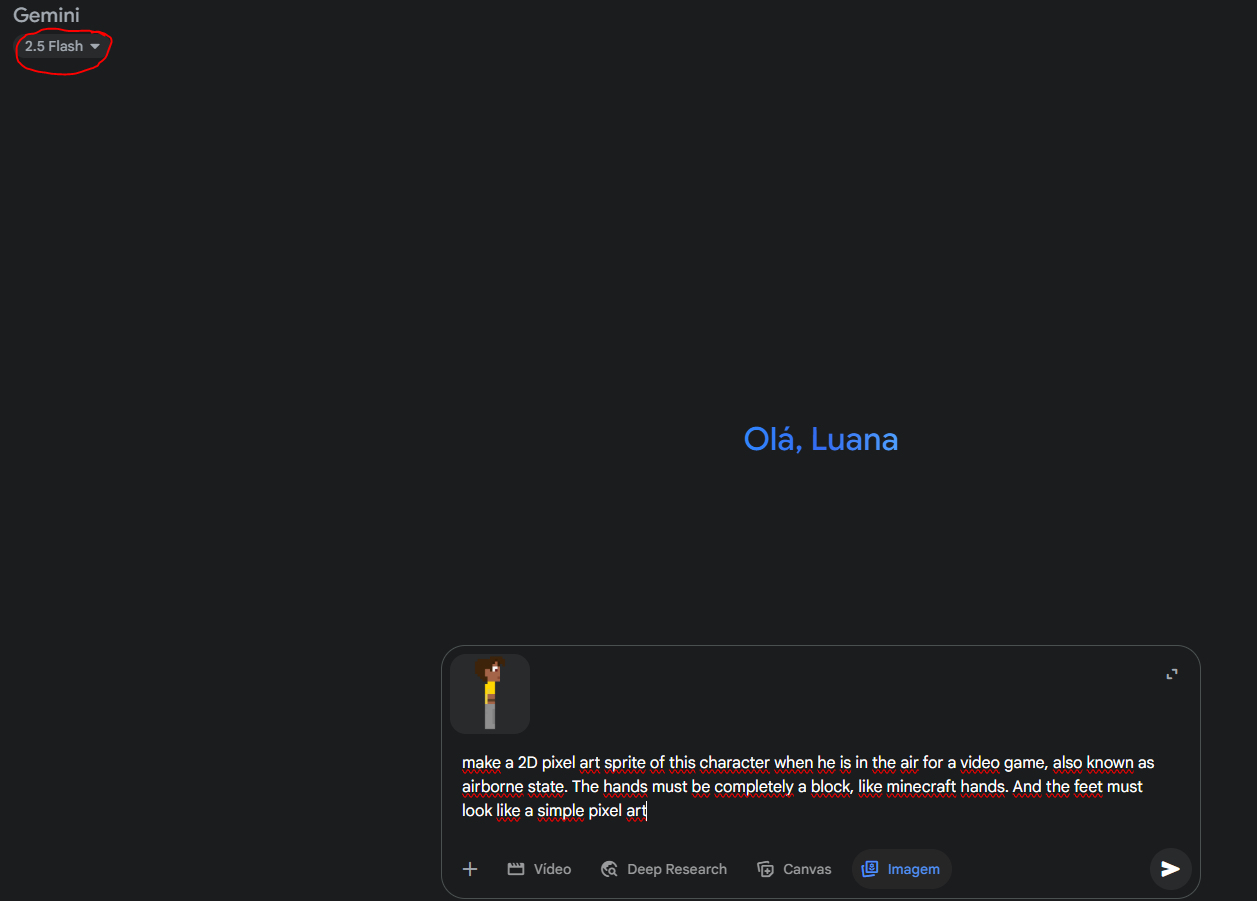 Gemini
2.5 Flash
Olá, Luana
make a 2D pixel art sprite of this character when he is in the air for a video game, also known as
airborne state. The hands must be completely a block, like minecraft hands. And the feet must
look like a simple pixel art
Vídeo Deep Research Canvas Imagem